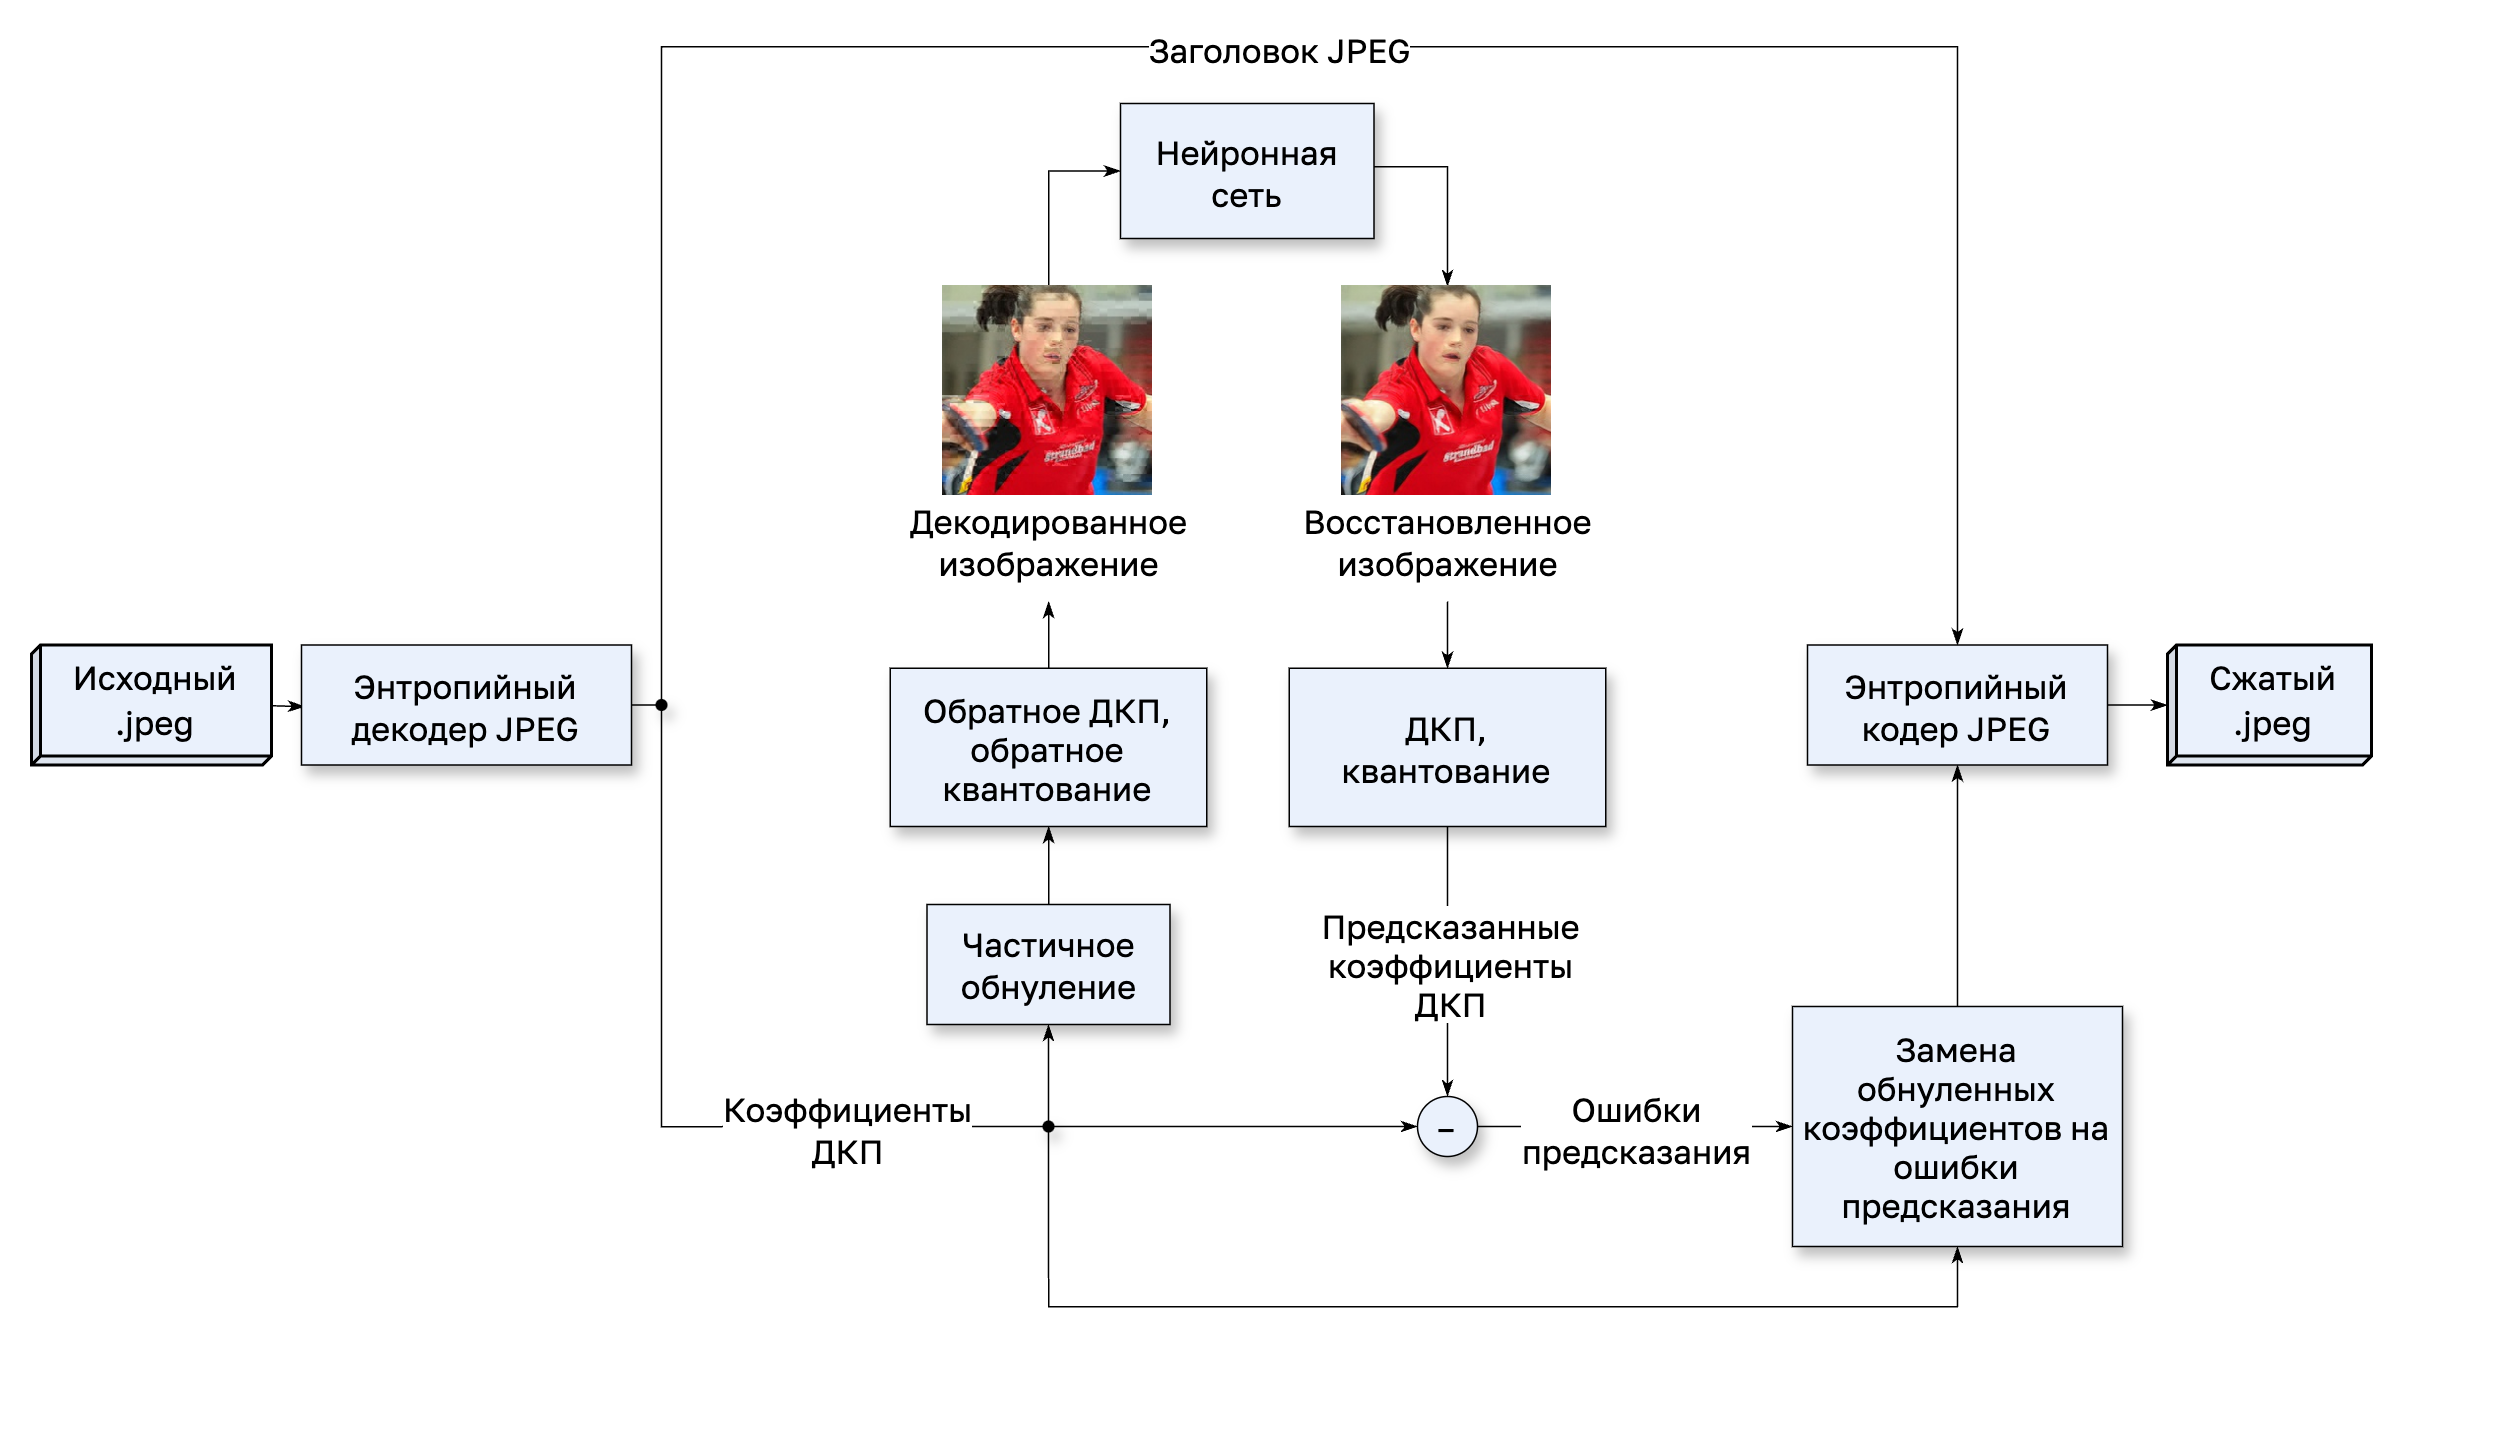 Заголовок JPEG
Нейронная
сеть
K
strandbad
K
strandbad
Декодированное
изображение
Восстановленное
изображение
Исходный
.jpeg
Энтропийный
декодер JPEG
Обратное ДКП,
обратное
квантование
ДКП,
квантование
Энтропийный
кодер JPEG
Сжатый
.jpeg
Частичное
обнуление
Предсказанные
коэффициенты
ДКП
Коэффициенты
ДКП
–
Ошибки
предсказания
Замена
обнуленных
коэффициентов на
ошибки
предсказания